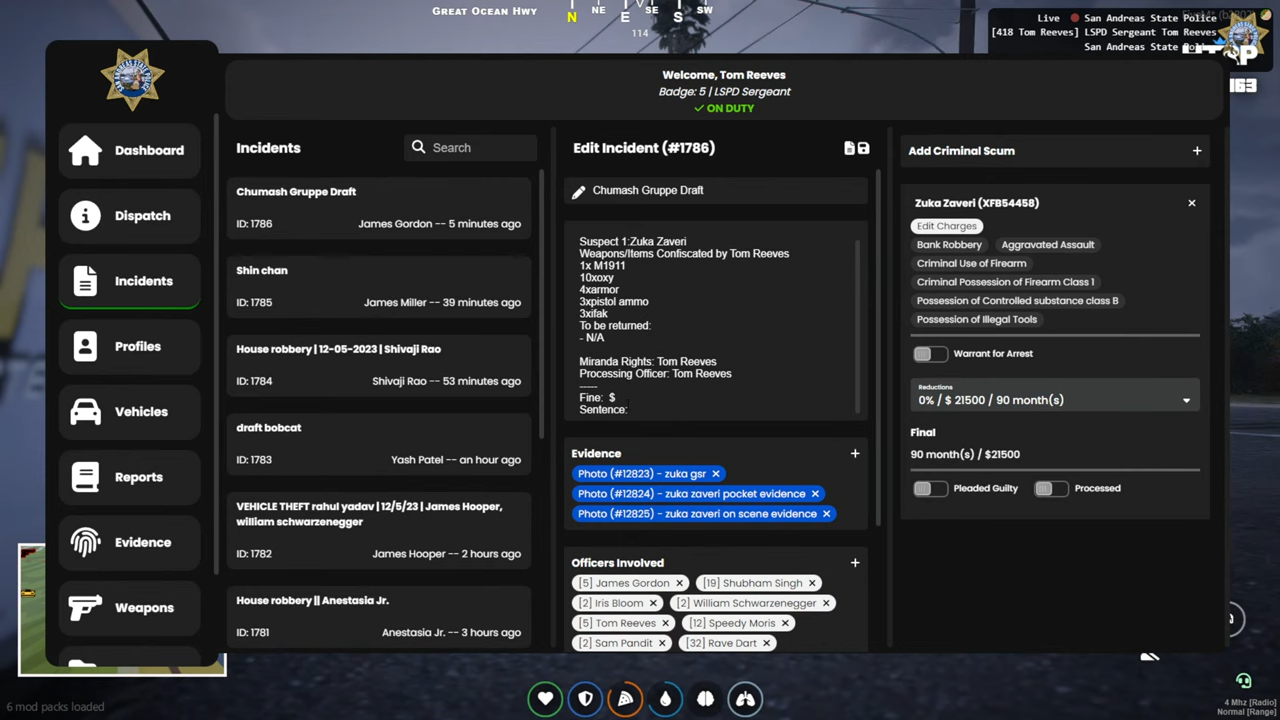 GREAT OCEAN HWY
N NE E SE S SW
114
Live San Andreas State Police
[418 Tom Reeves] LSPD Sergeant Tom Reeves
San Andreas State
163
Welcome, Tom Reeves
Badge: 5 | LSPD Sergeant
ON DUTY
Dashboard
Dispatch
Incidents
Profiles
Vehicles
Reports
Evidence
Weapons
Incidents
Search
Chumash Gruppe Draft
ID: 1786 James Gordon -- 5 minutes ago
Shin chan
ID: 1785 James Miller -- 39 minutes ago
House robbery | 12-05-2023 | Shivaji Rao
ID: 1784 Shivaji Rao -- 53 minutes ago
draft bobcat
ID: 1783 Yash Patel -- an hour ago
VEHICLE THEFT rahul yadav | 12/5/23 | James Hooper,
william schwarzenegger
ID: 1782 James Hooper -- 2 hours ago
House robbery || Anestasia Jr.
ID: 1781 Anestasia Jr. -- 3 hours ago
Edit Incident (#1786)
Chumash Gruppe Draft
Suspect 1:Zuka Zaveri
Weapons/Items Confiscated by Tom Reeves
1x M1911
10xoxy
4xarmor
3xpistol ammo
3xifak
To be returned:
- N/A
Miranda Rights: Tom Reeves
Processing Officer: Tom Reeves
-----
Fine: $
Sentence:
Evidence +
Photo (#12823) - zuka gsr ×
Photo (#12824) - zuka zaveri pocket evidence ×
Photo (#12825) - zuka zaveri on scene evidence ×
Officers Involved +
[5] James Gordon × [19] Shubham Singh ×
[2] Iris Bloom × [2] William Schwarzenegger ×
[5] Tom Reeves × [12] Speedy Moris ×
[2] Sam Pandit × [32] Rave Dart ×
Add Criminal Scum +
Zuka Zaveri (XFB54458) ×
Edit Charges
Bank Robbery Aggravated Assault
Criminal Use of Firearm
Criminal Possession of Firearm Class 1
Possession of Controlled substance class B
Possession of Illegal Tools
Warrant for Arrest
Reductions
0% / $ 21500 / 90 month(s)
Final
90 month(s) / $21500
Pleaded Guilty Processed
6 mod packs loaded
4 Mhz [Radio]
Normal [Range]